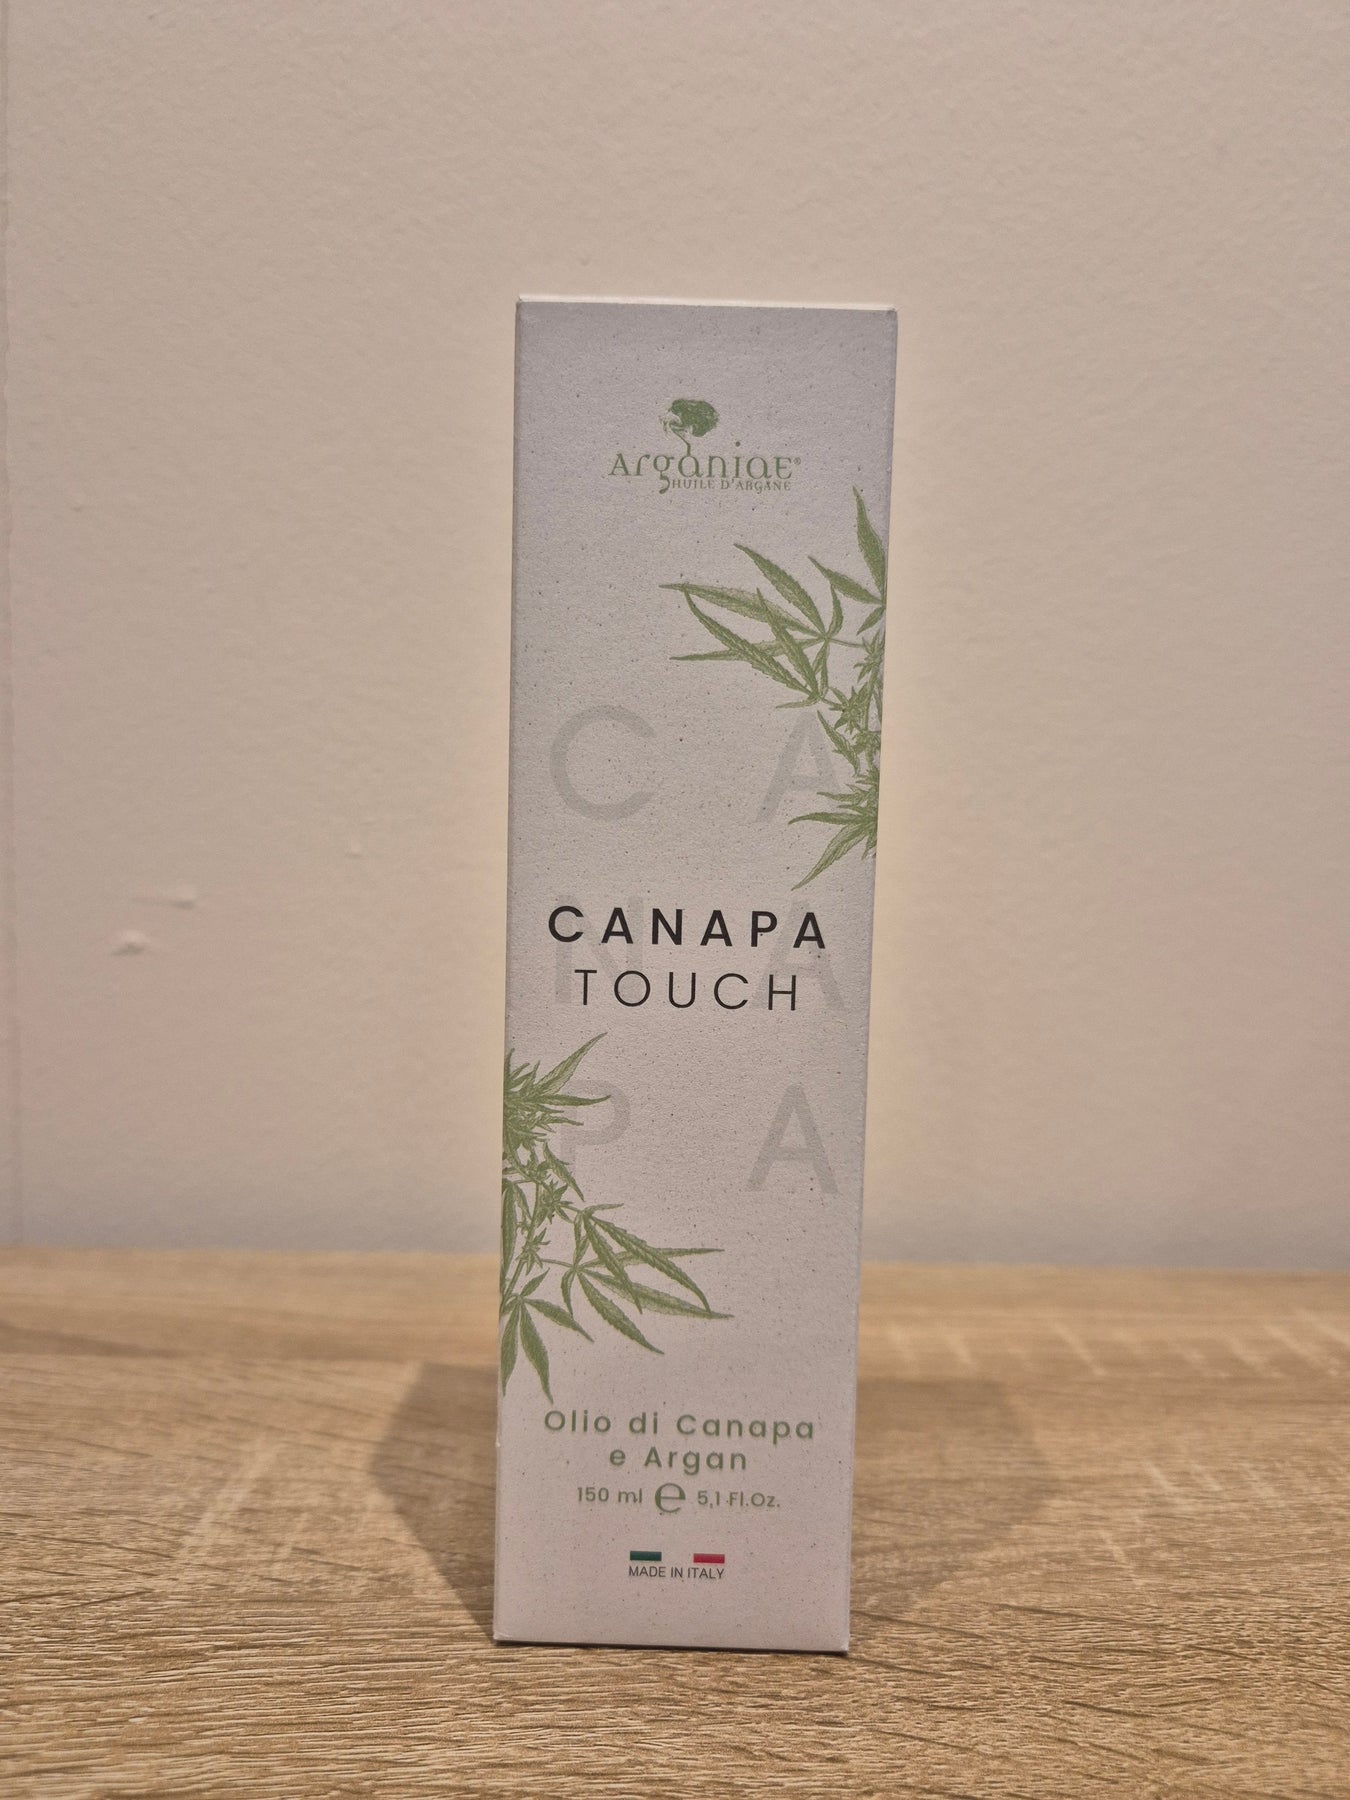 ArganiaE®
HUILE D'ARGANE
C A
CANAPA
N A
TOUCH
P A
Olio di Canapa
e Argan
150 ml e 5,1 Fl.Oz.
MADE IN ITALY